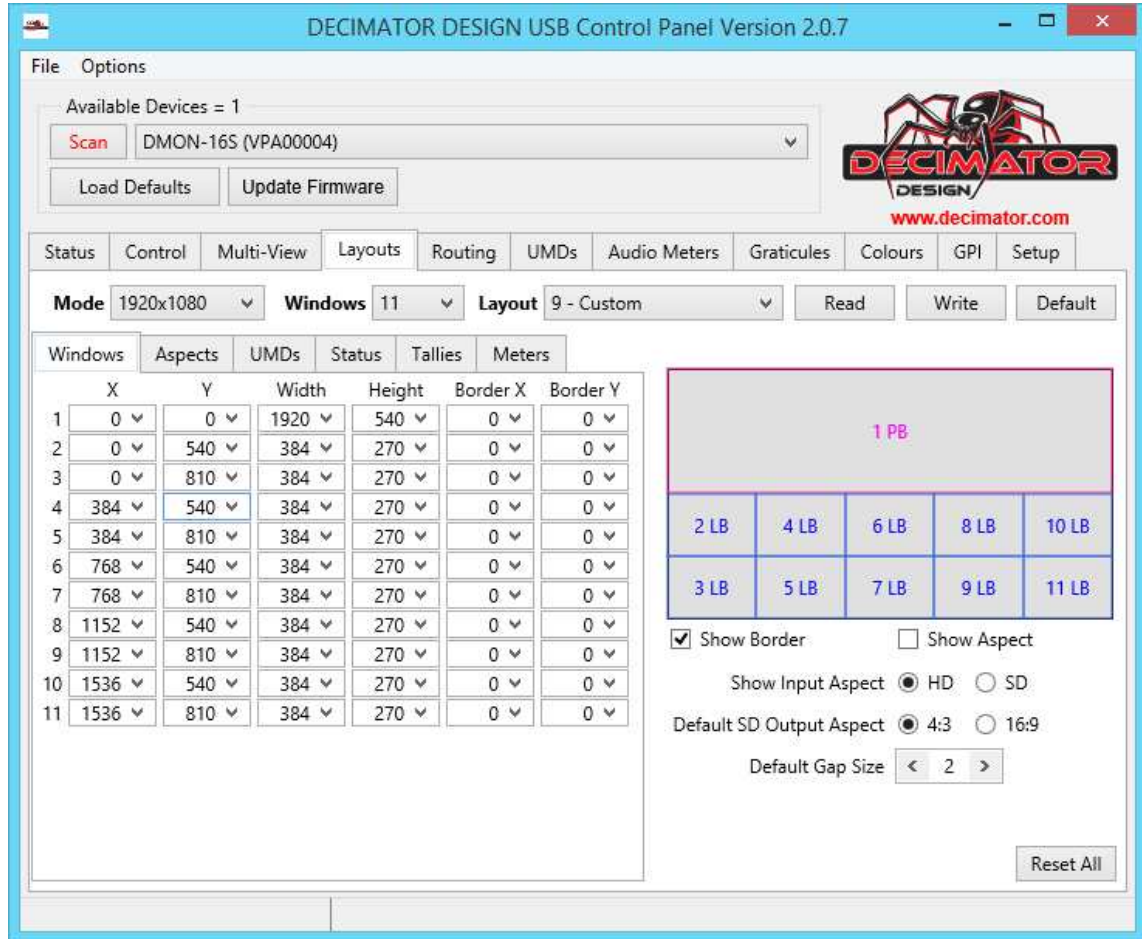 DECIMATOR DESIGN USB Control Panel Version 2.0.7
File Options
Available Devices = 1
Scan DMON-16S (VPA00004)
Load Defaults Update Firmware
DECIMATOR
DESIGN
www.decimator.com
Status Control Multi-View Layouts Routing UMDs Audio Meters Graticules Colours GPI Setup
Mode 1920x1080 Windows 11 Layout 9 - Custom Read Write Default
Windows Aspects UMDs Status Tallies Meters
X Y Width Height Border X Border Y
1 0 0 1920 540 0 0
2 0 540 384 270 0 0
3 0 810 384 270 0 0
4 384 540 384 270 0 0
5 384 810 384 270 0 0
6 768 540 384 270 0 0
7 768 810 384 270 0 0
8 1152 540 384 270 0 0
9 1152 810 384 270 0 0
10 1536 540 384 270 0 0
11 1536 810 384 270 0 0
1 PB
2 LB 4 LB 6 LB 8 LB 10 LB
3 LB 5 LB 7 LB 9 LB 11 LB
Show Border Show Aspect
Show Input Aspect HD SD
Default SD Output Aspect 4:3 16:9
Default Gap Size < 2 >
Reset All